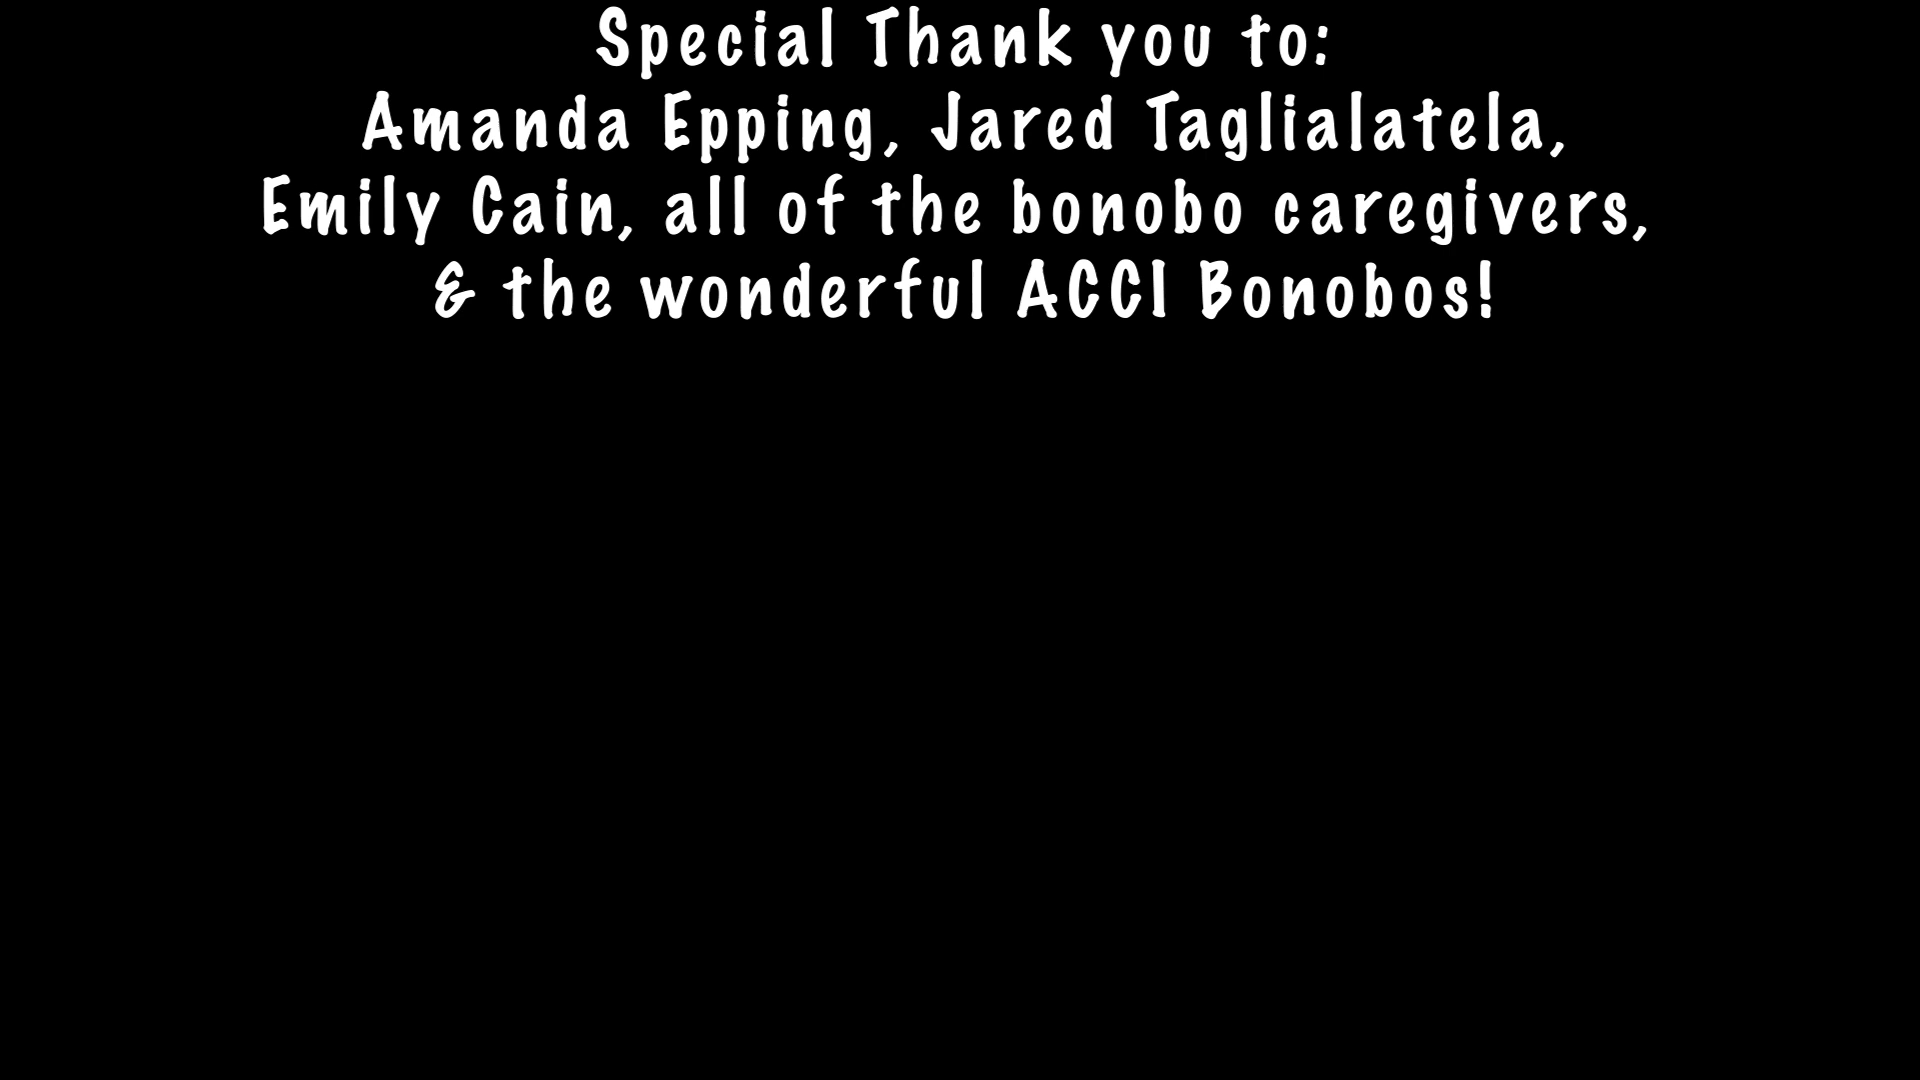 Special Thank you to:
Amanda Epping, Jared Taglialatela,
Emily Cain, all of the bonobo caregivers,
& the wonderful ACCI Bonobos!